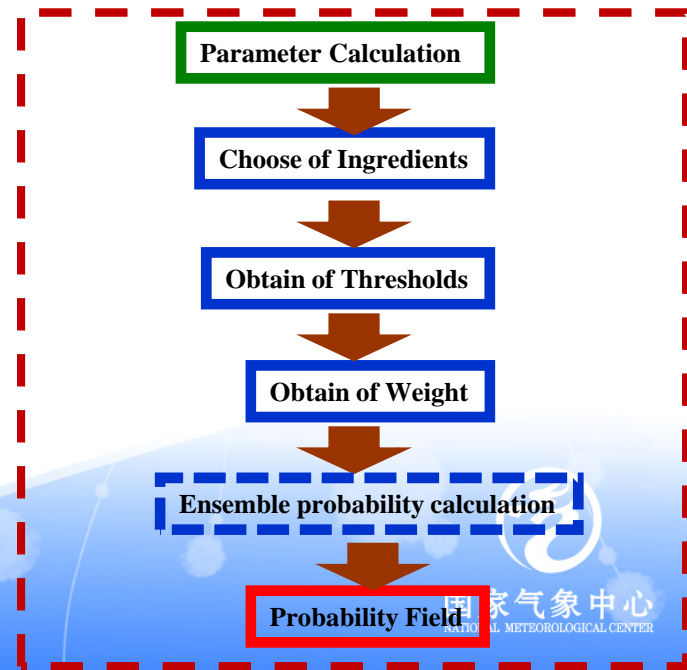 Parameter Calculation
Choose of Ingredients
Obtain of Thresholds
Obtain of Weight
Ensemble probability calculation
Probability Field
国家气象中心
NATIONAL METEOROLOGICAL CENTER